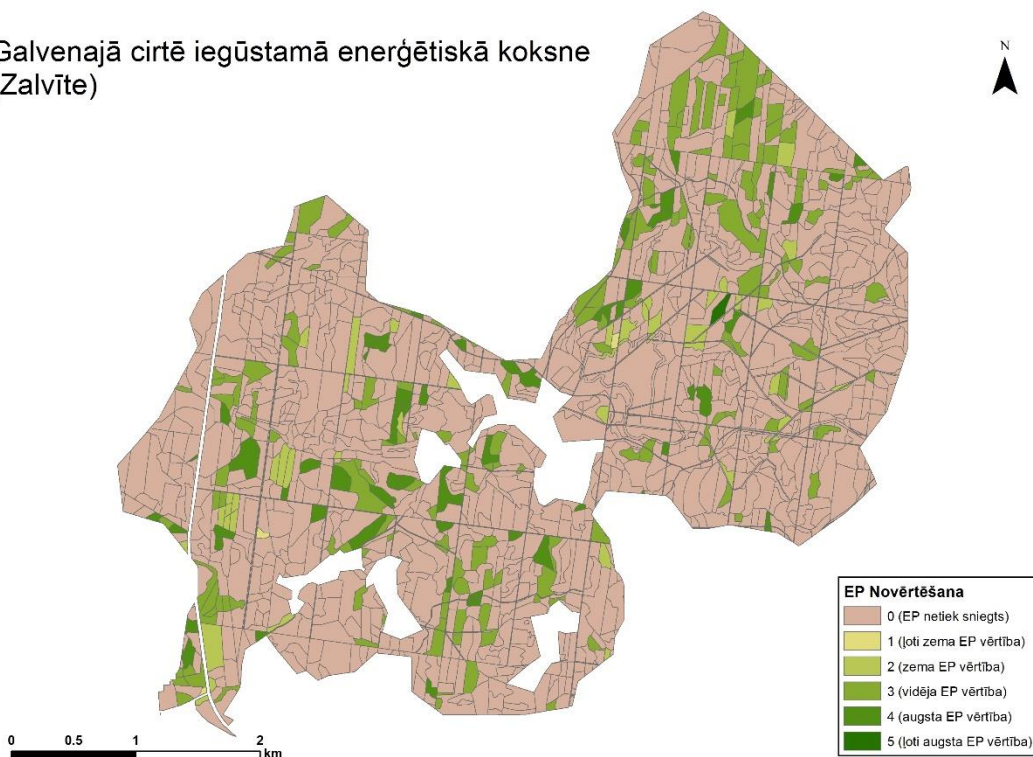 Galvenajā cirtē iegūstamā enerģētiskā koksne
Zalvīte)
N
EP Novērtēšana
0 (EP netiek sniegts)
1 (ļoti zema EP vērtība)
2 (zema EP vērtība)
3 (vidēja EP vērtība)
4 (augsta EP vērtība)
5 (ļoti augsta EP vērtība)
0 0.5 1 2
km